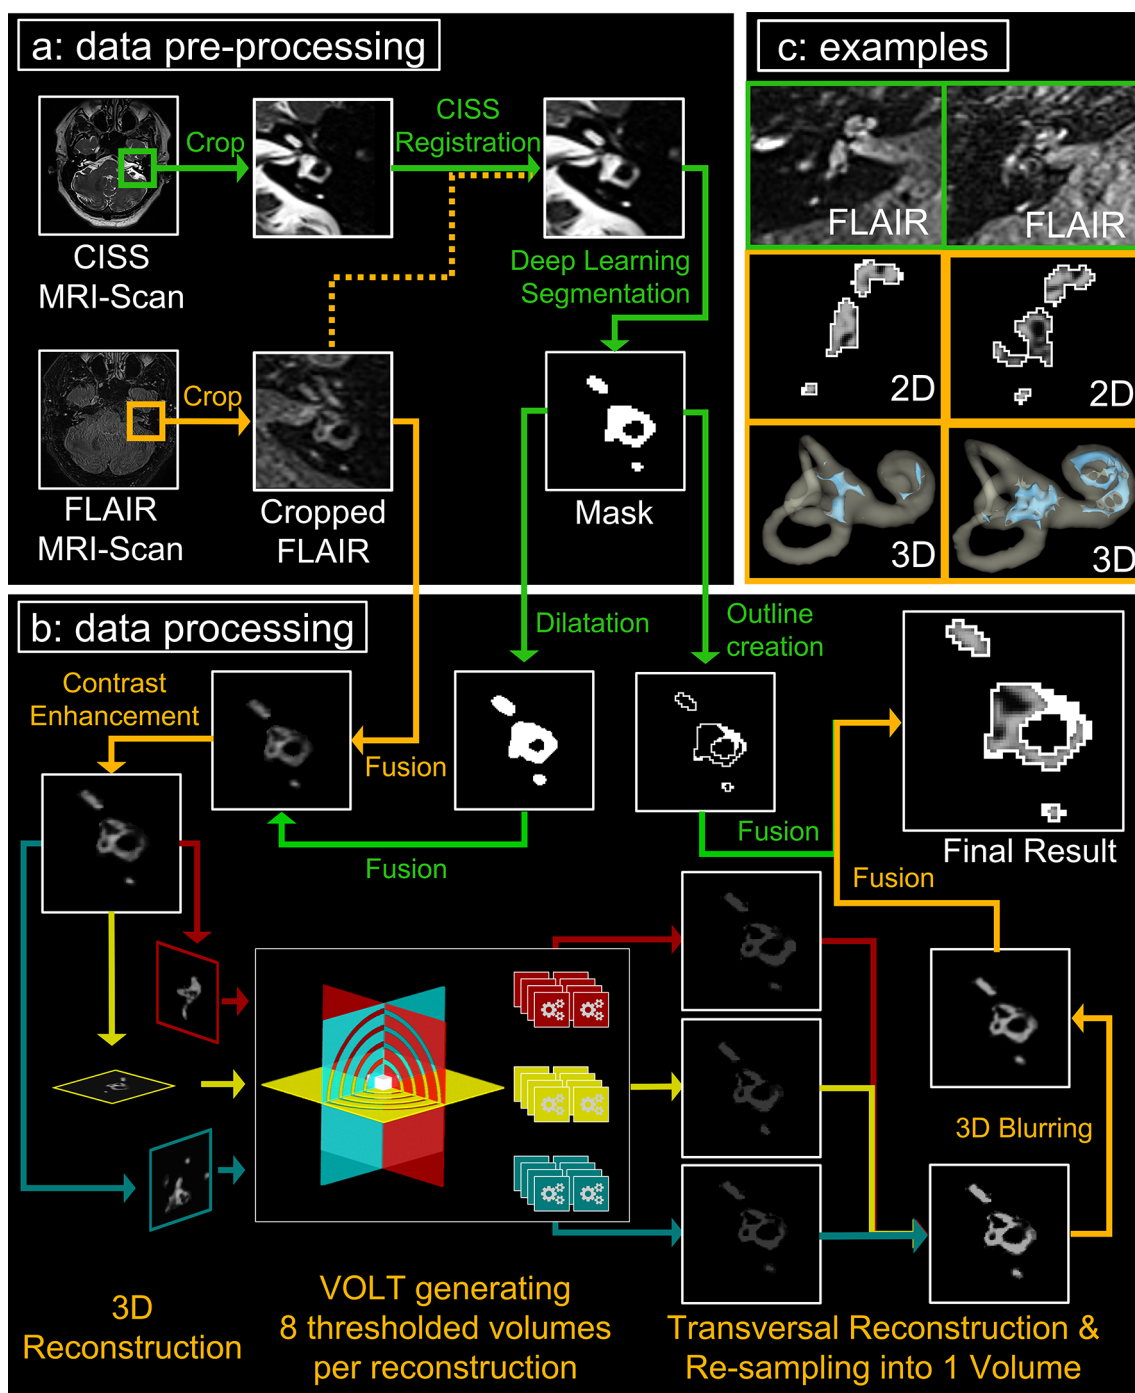 a: data pre-processing
Crop
CISS
Registration
CISS
MRI-Scan
Deep Learning
Segmentation
Crop
FLAIR
MRI-Scan
Cropped
FLAIR
Mask
c: examples
FLAIR
FLAIR
2D
2D
3D
3D
b: data processing
Dilatation
Outline
creation
Contrast
Enhancement
Fusion
Fusion
Fusion
Final Result
Fusion
3D Blurring
3D
Reconstruction
VOLT generating
8 thresholded volumes
per reconstruction
Transversal Reconstruction &
Re-sampling into 1 Volume